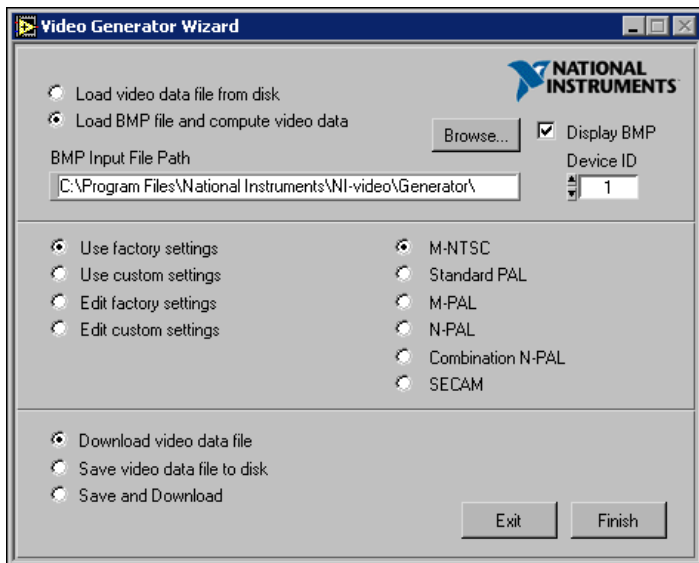 Video Generator Wizard
NATIONAL
INSTRUMENTS
Load video data file from disk
Load BMP file and compute video data
Browse...
Display BMP
BMP Input File Path
Device ID
C:\Program Files\National Instruments\NI-video\Generator\
1
Use factory settings
Use custom settings
Edit factory settings
Edit custom settings
M-NTSC
Standard PAL
M-PAL
N-PAL
Combination N-PAL
SECAM
Download video data file
Save video data file to disk
Save and Download
Exit
Finish